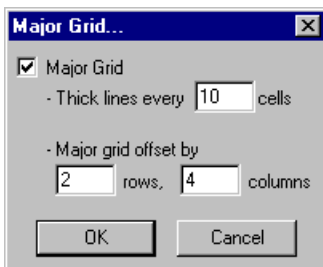 Major Grid...
Major Grid
- Thick lines every 10 cells
- Major grid offset by
2 rows, 4 columns
OK Cancel